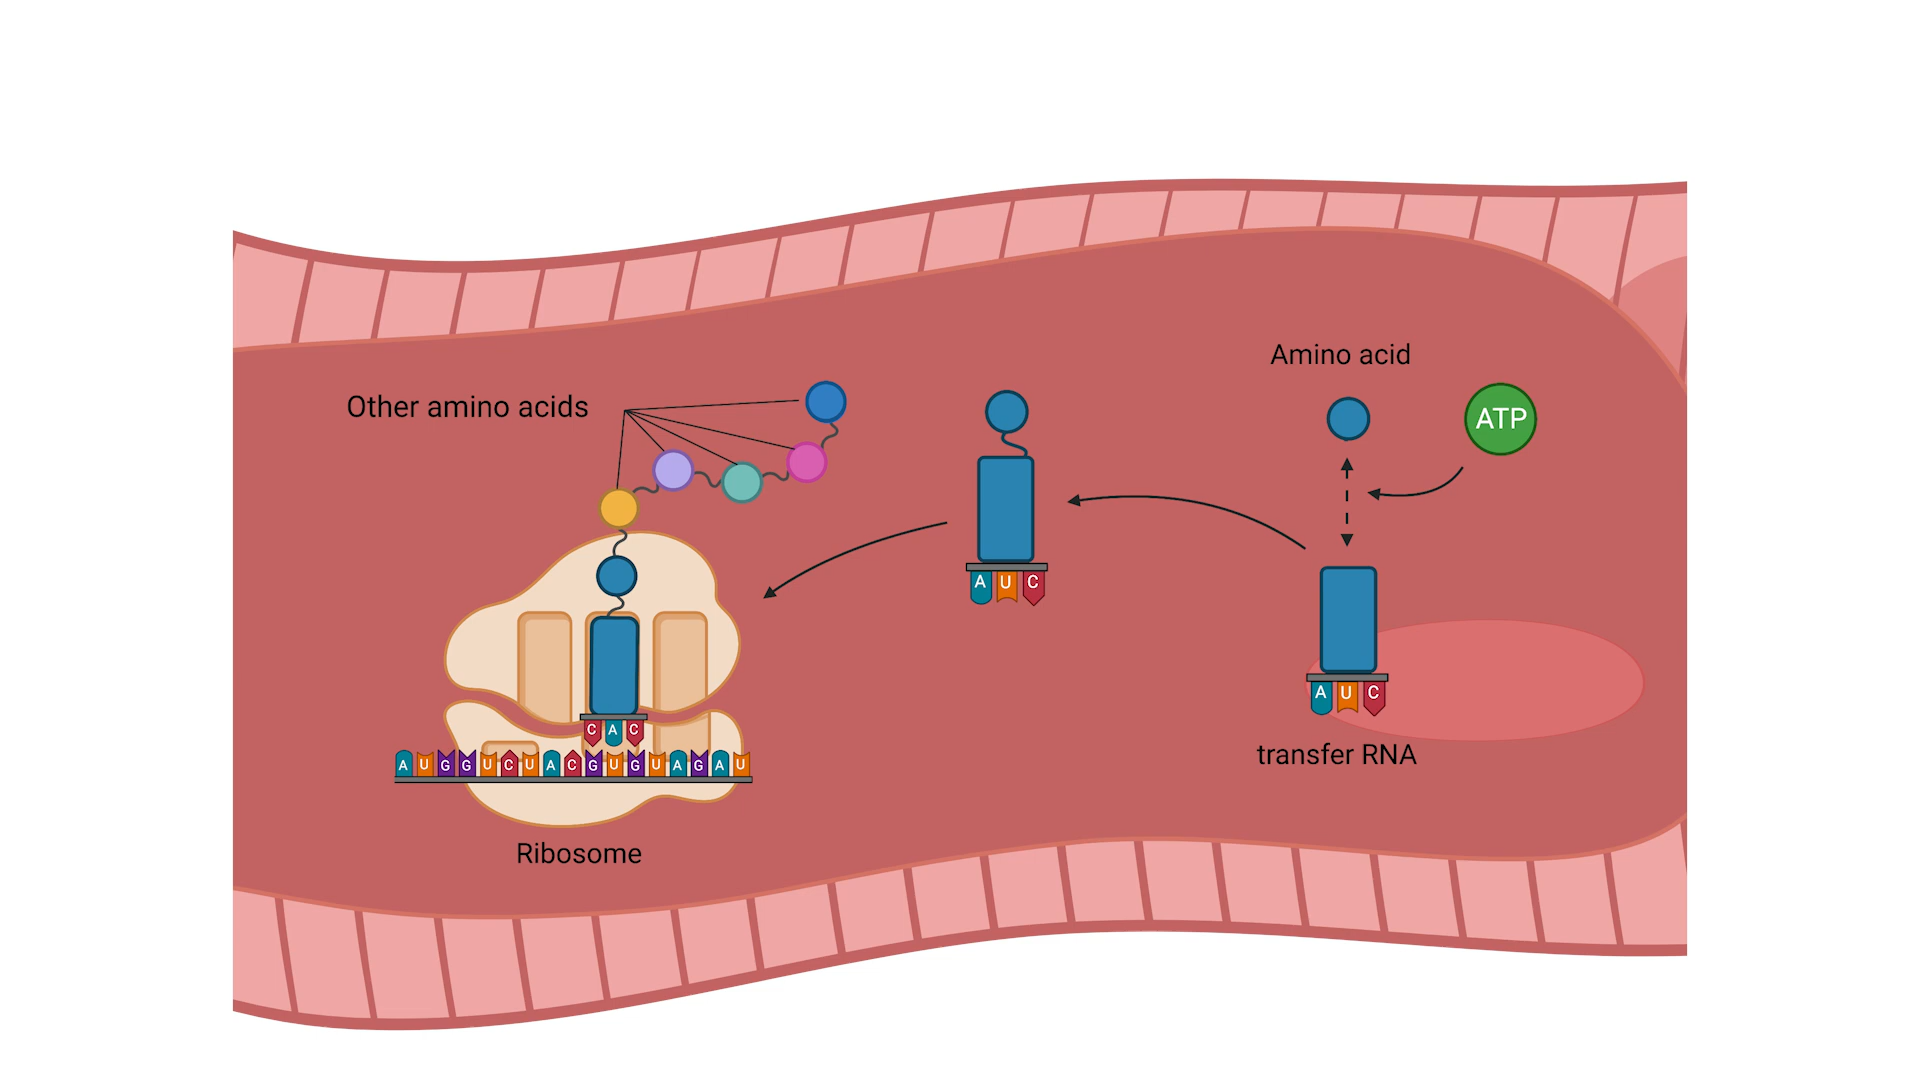 Amino acid
Other amino acids
ATP
A U C
A U C
C A C
transfer RNA
A U G G U C U A C G U G U A G A U
Ribosome